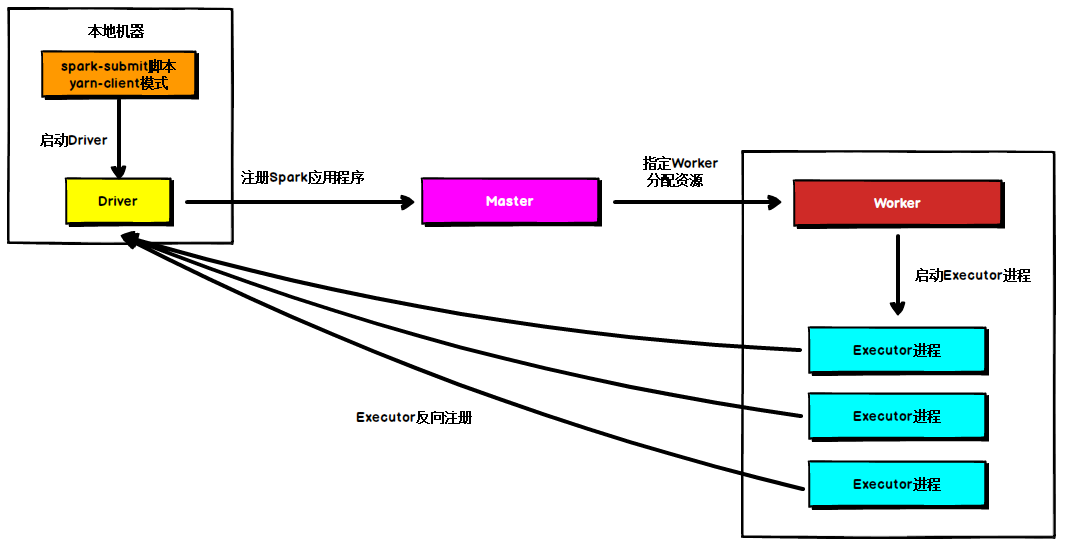 本地机器
spark-submit脚本
yarn-client模式
启动Driver
Driver
注册Spark应用程序
Master
指定Worker
分配资源
Worker
启动Executor进程
Executor进程
Executor进程
Executor进程
Executor反向注册